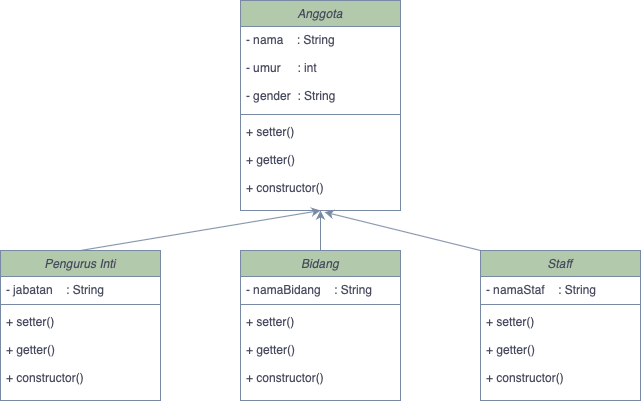 Anggota
- nama : String
- umur : int
- gender : String
+ setter()
+ getter()
+ constructor()
Pengurus Inti
- jabatan : String
+ setter()
+ getter()
+ constructor()
Bidang
- namaBidang : String
+ setter()
+ getter()
+ constructor()
Staff
- namaStaf : String
+ setter()
+ getter()
+ constructor()